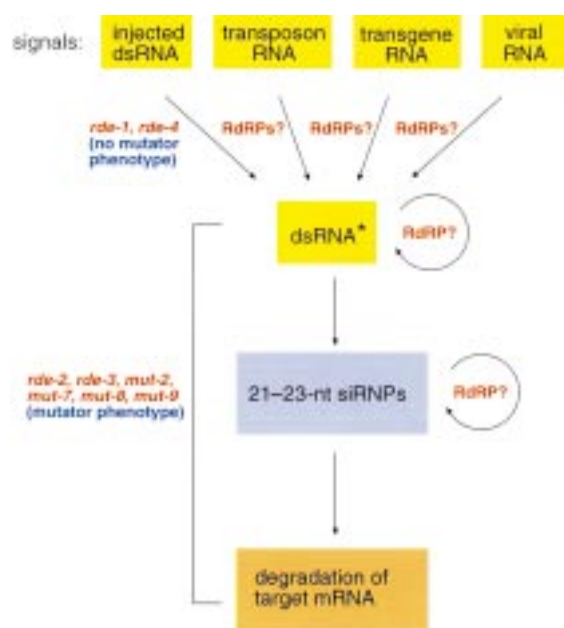 signals:
injected
dsRNA
transposon
RNA
transgene
RNA
viral
RNA
rde-1, rde-4
(no mutator
phenotype)
RdRPs?
RdRPs?
RdRPs?
dsRNA*
RdRP?
rde-2, rde-3, mut-2,
mut-7, mut-8, mut-9
(mutator phenotype)
21–23-nt siRNPs
RdRP?
degradation of
target mRNA